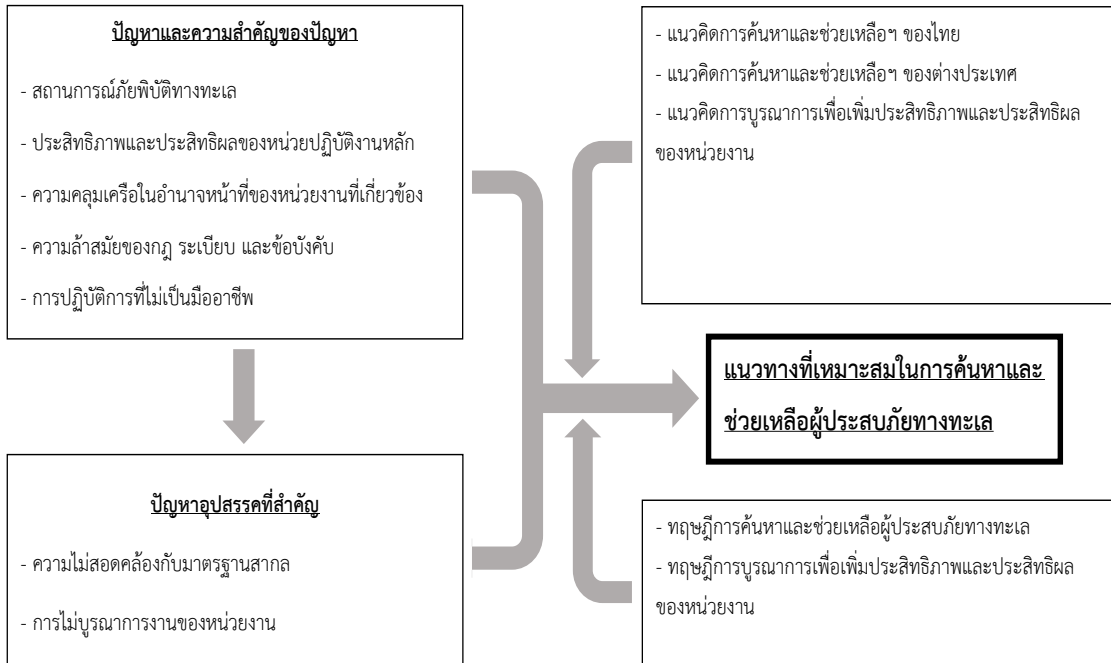 ปัญหาและความสำคัญของปัญหา
- สถานการณ์ภัยพิบัติทางทะเล
- ประสิทธิภาพและประสิทธิผลของหน่วยปฏิบัติงานหลัก
- ความคลุมเครือในอำนาจหน้าที่ของหน่วยงานที่เกี่ยวข้อง
- ความล้าสมัยของกฎ ระเบียบ และข้อบังคับ
- การปฏิบัติการที่ไม่เป็นมืออาชีพ
ปัญหาอุปสรรคที่สำคัญ
- ความไม่สอดคล้องกับมาตรฐานสากล
- การไม่บูรณาการงานของหน่วยงาน
- แนวคิดการค้นหาและช่วยเหลือฯ ของไทย
- แนวคิดการค้นหาและช่วยเหลือฯ ของต่างประเทศ
- แนวคิดการบูรณาการเพื่อเพิ่มประสิทธิภาพและประสิทธิผล
ของหน่วยงาน
แนวทางที่เหมาะสมในการค้นหาและ
ช่วยเหลือผู้ประสบภัยทางทะเล
- ทฤษฎีการค้นหาและช่วยเหลือผู้ประสบภัยทางทะเล
- ทฤษฎีการบูรณาการเพื่อเพิ่มประสิทธิภาพและประสิทธิผล
ของหน่วยงาน